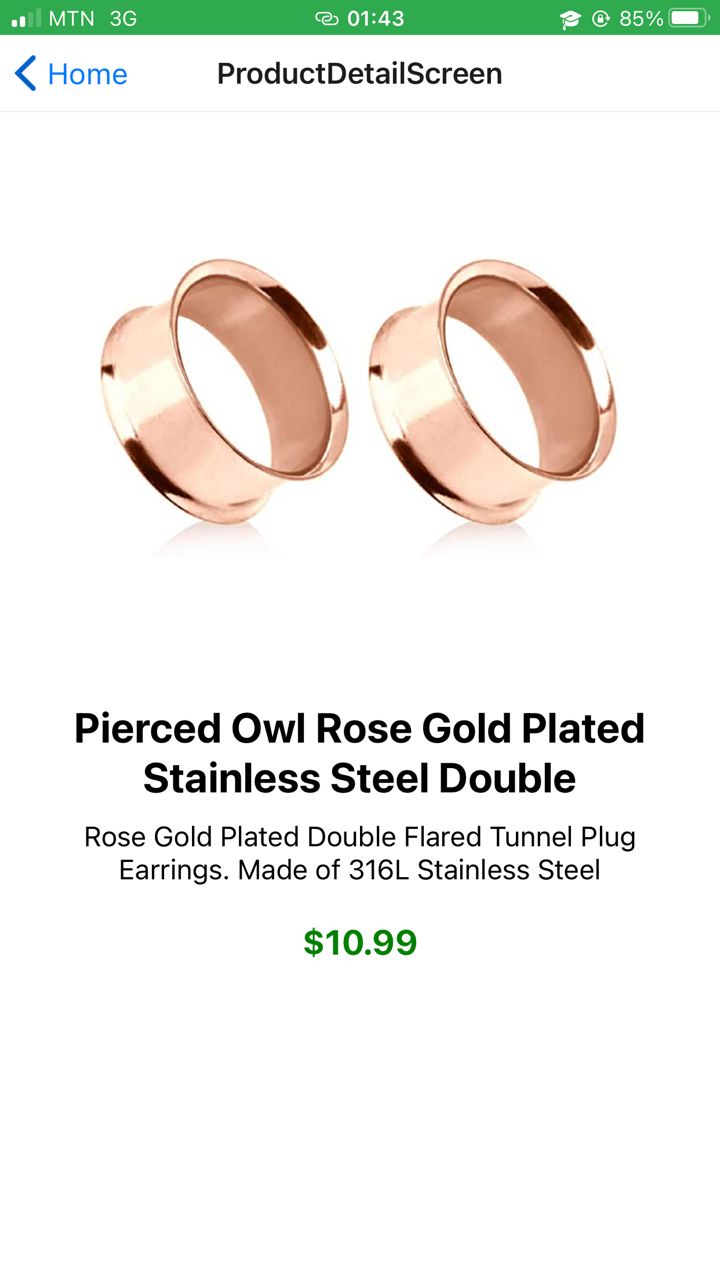 MTN 3G 01:43 85%
Home ProductDetailScreen
Pierced Owl Rose Gold Plated
Stainless Steel Double
Rose Gold Plated Double Flared Tunnel Plug
Earrings. Made of 316L Stainless Steel
$10.99